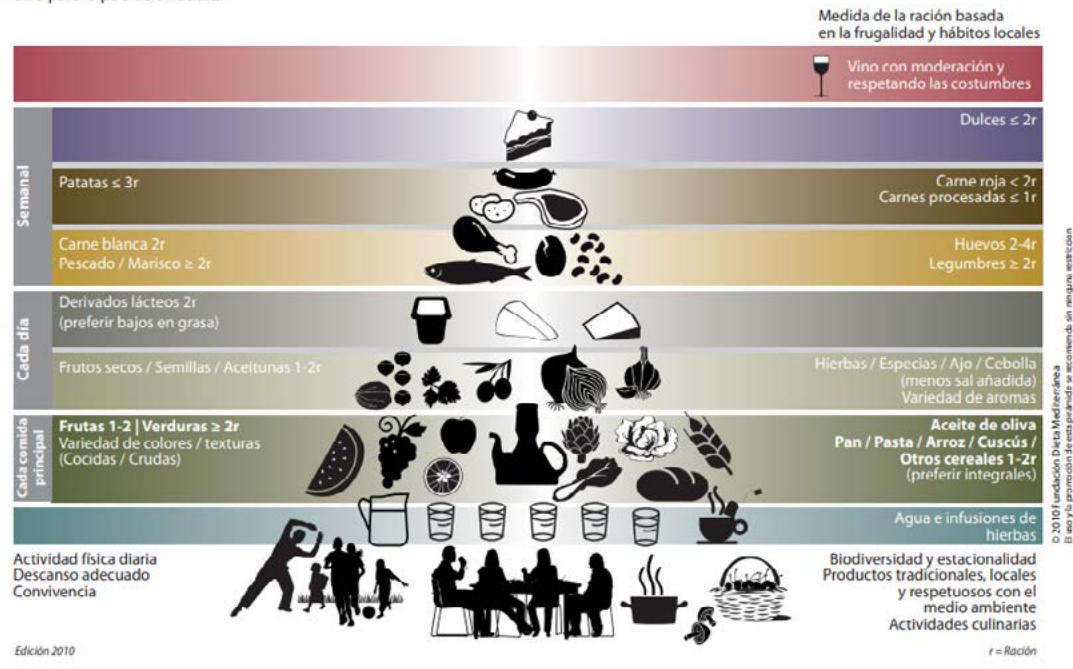 Medida de la ración basada
en la frugalidad y hábitos locales
Vino con moderación y
respetando las costumbres
Semanal
Dulces ≤ 2r
Patatas ≤ 3r
Carne roja < 2r
Carnes procesadas ≤ 1r
Carne blanca 2r
Pescado / Marisco ≥ 2r
Huevos 2-4r
Legumbres ≥ 2r
Cada día
Derivados lácteos 2r
(preferir bajos en grasa)
Frutos secos / Semillas / Aceitunas 1-2r
Hierbas / Especias / Ajo / Cebolla
(menos sal añadida)
Variedad de aromas
Cada comida
principal
Frutas 1-2 | Verduras ≥ 2r
Variedad de colores / texturas
(Cocidas / Crudas)
Aceite de oliva
Pan / Pasta / Arroz / Cuscús /
Otros cereales 1-2r
(preferir integrales)
Agua e infusiones de
hierbas
Actividad física diaria
Descanso adecuado
Convivencia
Biodiversidad y estacionalidad
Productos tradicionales, locales
y respetuosos con el
medio ambiente
Actividades culinarias
Edición 2010
r = Ración
© 2010 Fundación Dieta Mediterránea
El uso y la promoción de esta pirámide se recomienda sin ninguna restricción